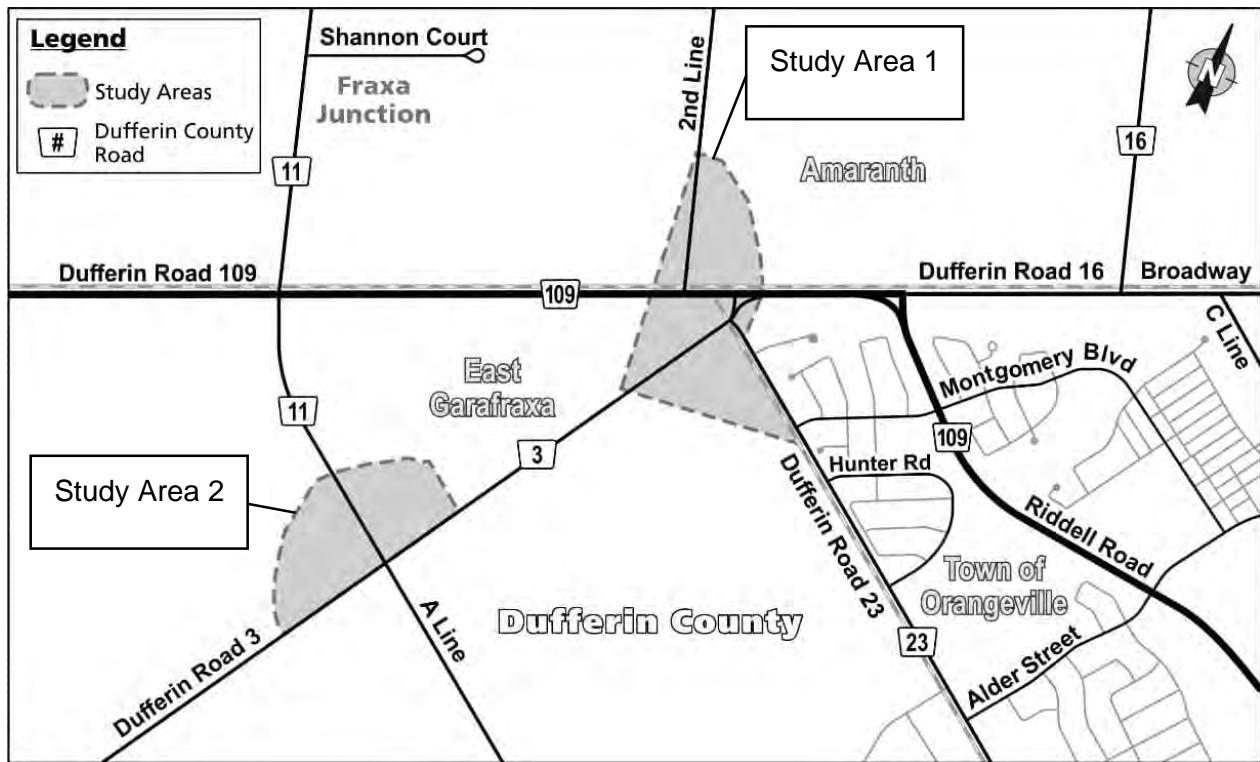 Legend
Study Areas
#
Dufferin County
Road
Shannon Court
Fraxa
Junction
2nd Line
Study Area 1
N
11
Amaranth
16
Dufferin Road 109
109
Dufferin Road 16
Broadway
C Line
East
Garafraxa
11
3
Montgomery Blvd
109
Hunter Rd
Study Area 2
Dufferin Road 23
Riddell Road
Town of
Orangeville
Dufferin County
A Line
23
Alder Street
Dufferin Road 3